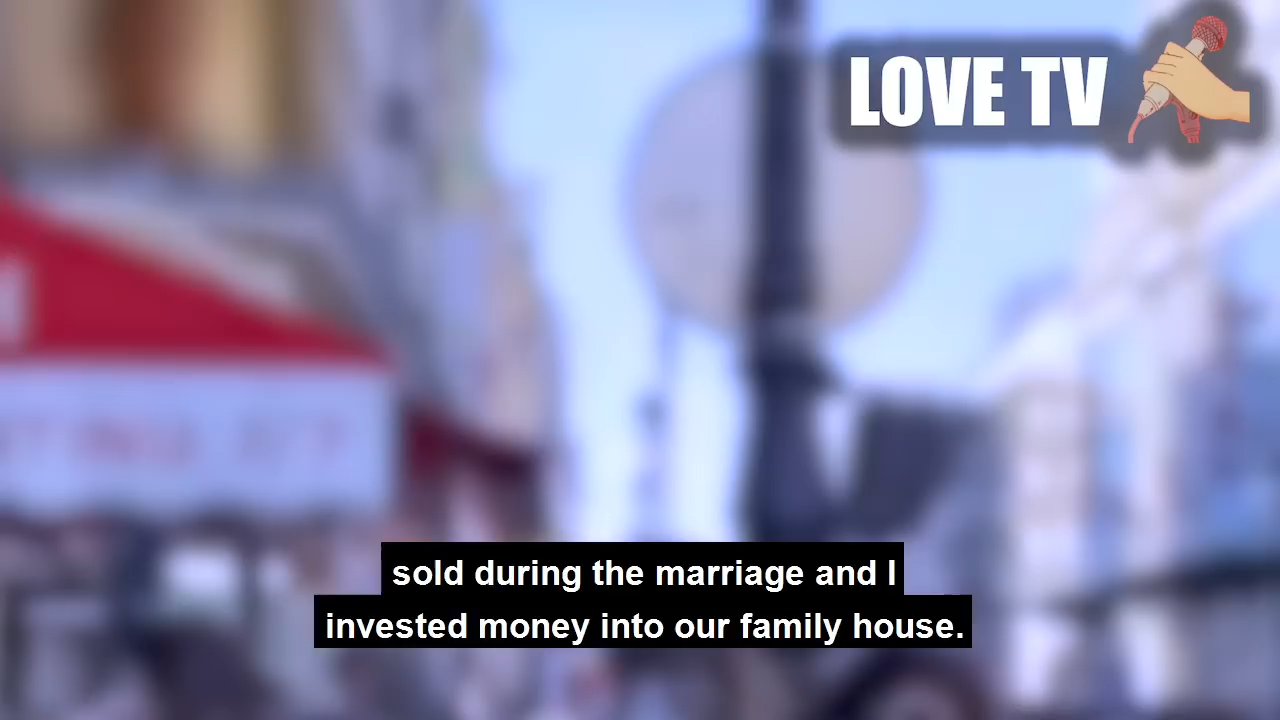 LOVE TV
sold during the marriage and I
invested money into our family house.